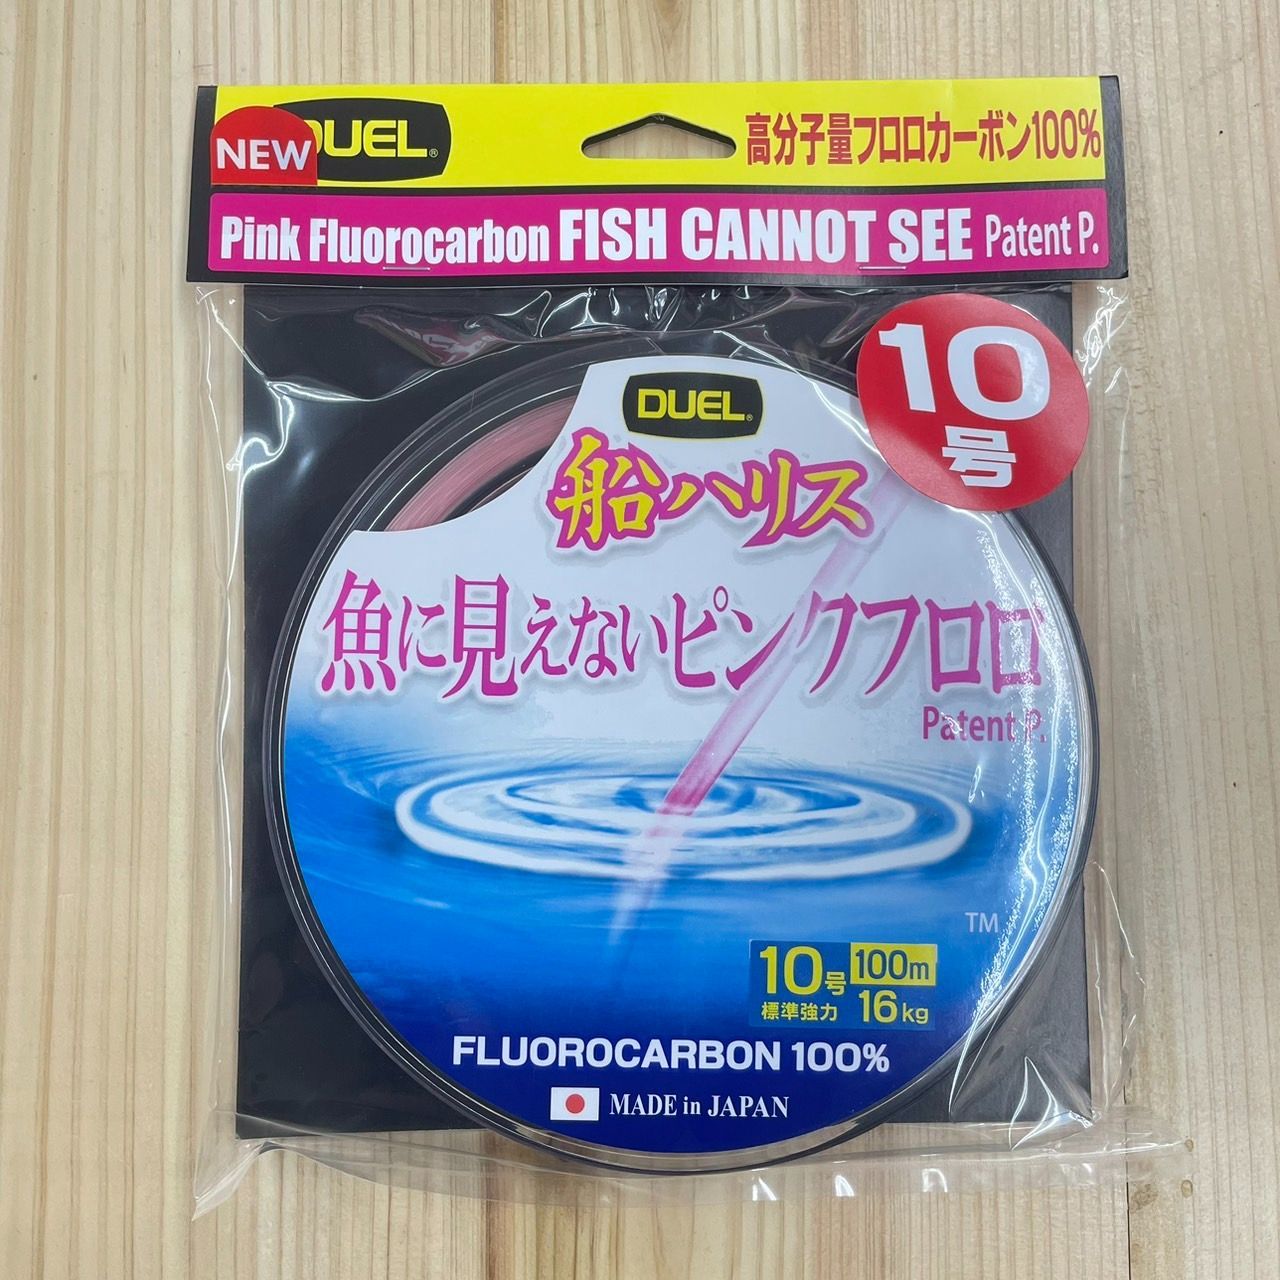 NEW
DUEL®
高分子量フロロカーボン100%
Pink Fluorocarbon FISH CANNOT SEE Patent P.
10
号
DUEL®
船ハリス
魚に見えないピンクフロロ
Patent P.
TM
10号 100m
標準強力 16kg
FLUOROCARBON 100%
MADE in JAPAN